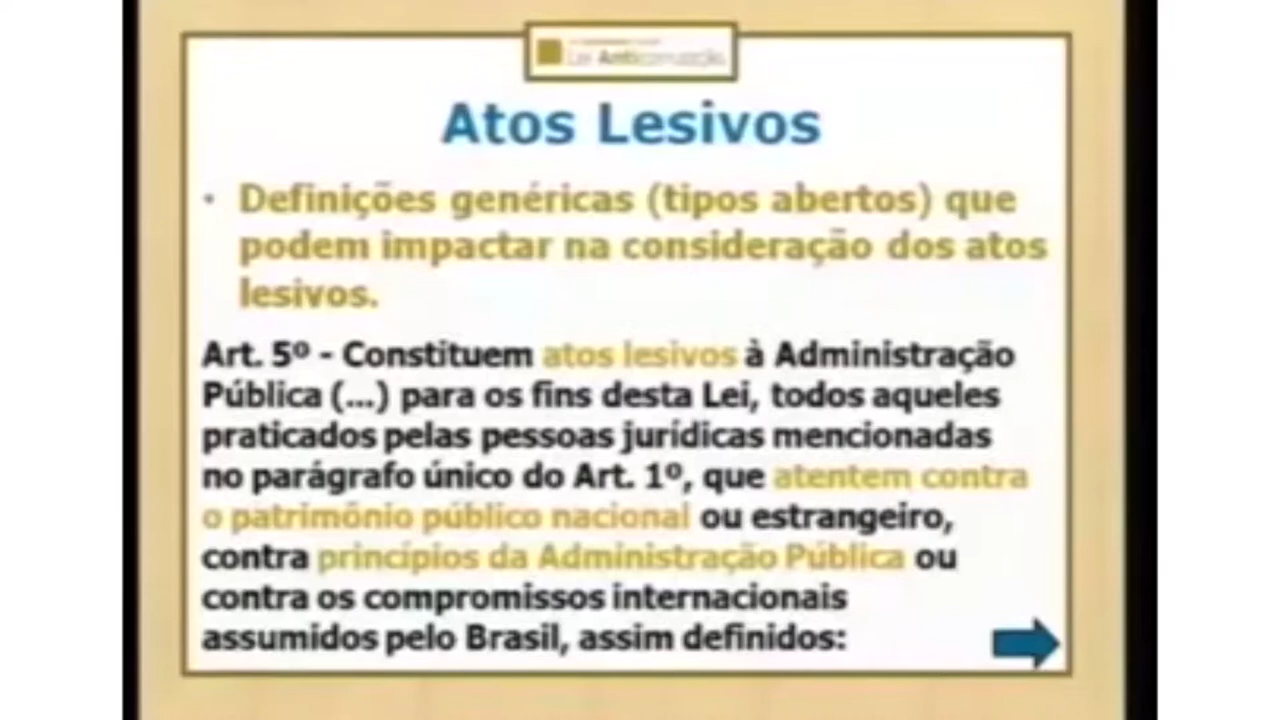 Lei Anticorrupção
Atos Lesivos
• Definições genéricas (tipos abertos) que
podem impactar na consideração dos atos
lesivos.
Art. 5º - Constituem atos lesivos à Administração
Pública (...) para os fins desta Lei, todos aqueles
praticados pelas pessoas jurídicas mencionadas
no parágrafo único do Art. 1º, que atentem contra
o patrimônio público nacional ou estrangeiro,
contra princípios da Administração Pública ou
contra os compromissos internacionais
assumidos pelo Brasil, assim definidos: